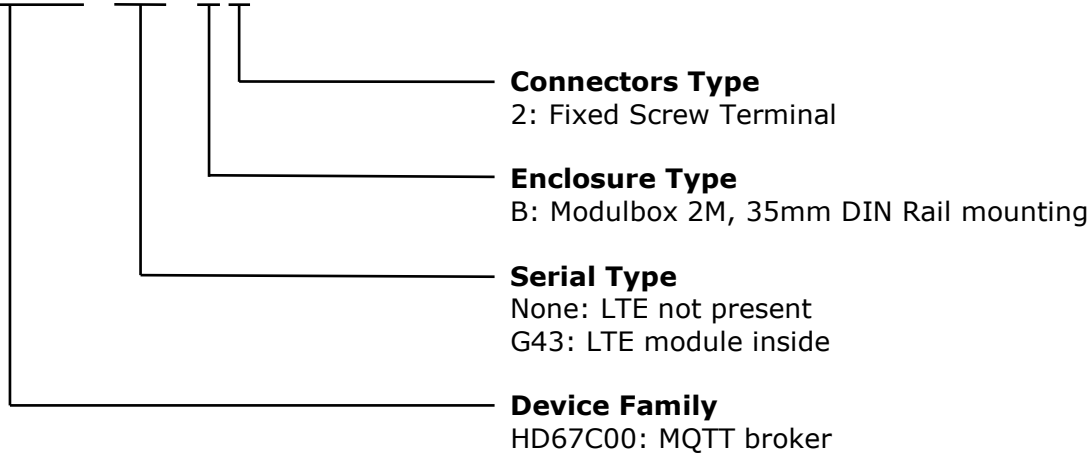 Connectors Type
2: Fixed Screw Terminal
Enclosure Type
B: Modulbox 2M, 35mm DIN Rail mounting
Serial Type
None: LTE not present
G43: LTE module inside
Device Family
HD67C00: MQTT broker